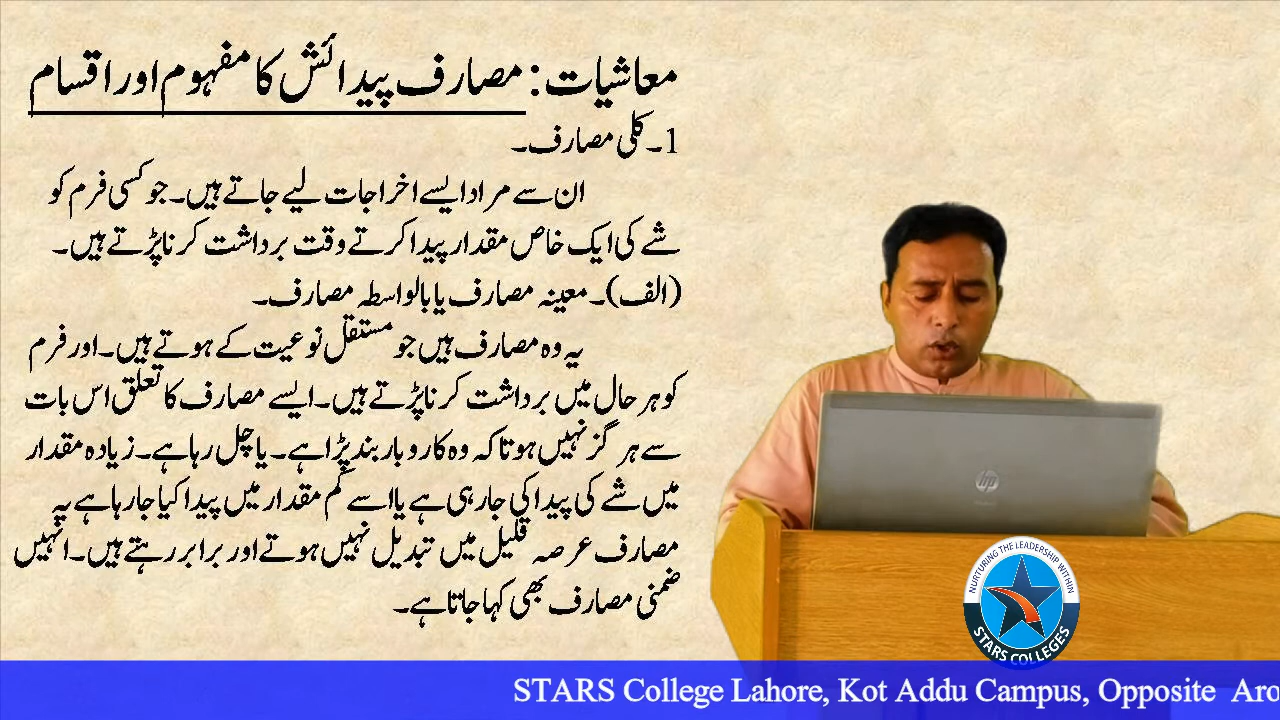 معاشیات: مصارف پیدائش کا مفہوم اور اقسام
1۔ کلی مصارف۔
ان سے مراد ایسے اخراجات لیے جاتے ہیں۔ جو کسی فرم کو
شے کی ایک خاص مقدار پیدا کرتے وقت برداشت کرنا پڑتے ہیں۔
(الف)۔ معینہ مصارف یا بالواسطہ مصارف۔
یہ وہ مصارف ہیں جو مستقل نوعیت کے ہوتے ہیں۔ اور فرم
کو ہر حال میں برداشت کرنا پڑتے ہیں۔ ایسے مصارف کا تعلق اس بات
سے ہر گز نہیں ہوتا کہ وہ کاروبار بند پڑا ہے۔ یا چل رہا ہے۔ زیادہ مقدار
میں شے کی پیدا کی جارہی ہے یا اسے کم مقدار میں پیدا کیا جارہا ہے یہ
مصارف عرصہ قلیل میں تبدیل نہیں ہوتے اور برابر رہتے ہیں۔ انہیں
ضمنی مصارف بھی کہا جاتا ہے۔
hp
NURTURING THE LEADERSHIP WITHIN
STARS COLLEGES
STARS College Lahore, Kot Addu Campus, Opposite Aro